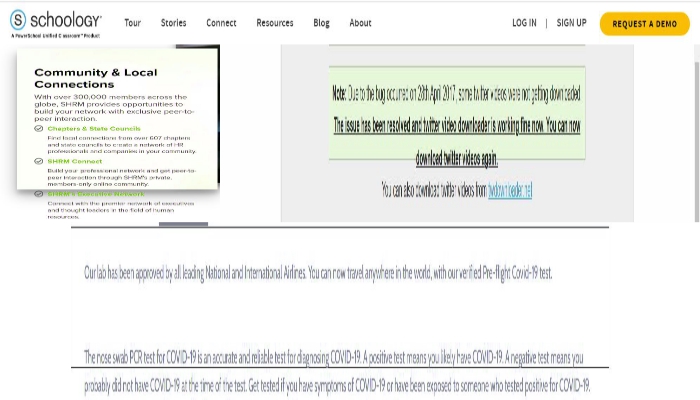 schoology
A PowerSchool Unified Classroom Product
Tour Stories Connect Resources Blog About LOG IN | SIGN UP REQUEST A DEMO
Community & Local
Connections
With over 300,000 members across the
globe, SHRM provides opportunities to
build your network with exclusive peer-to-
peer interaction.
Chapters & State Councils
Find local connections from over 607 chapters
and state councils to create a network of HR
professionals and companies in your community.
SHRM Connect
Build your professional network and get peer-to-
peer interaction through SHRM's private,
members-only online community.
SHRM's Executive Network
Connect with the premier network of executives
and thought leaders in the field of human
resources.
Note: Due to the bug occurred on 28th April 2017, some twitter videos were not getting downloaded.
The issue has been resolved and twitter video downloader is working fine now. You can now
download twitter videos again.
You can also download twitter videos from twdownloader.net
Our lab has been approved by all leading National and International Airlines. You can now travel anywhere in the world, with our verified Pre-flight Covid-19 test.
The nose swab PCR test for COVID-19 is an accurate and reliable test for diagnosing COVID-19. A positive test means you likely have COVID-19. A negative test means you
probably did not have COVID-19 at the time of the test. Get tested if you have symptoms of COVID-19 or have been exposed to someone who tested positive for COVID-19.